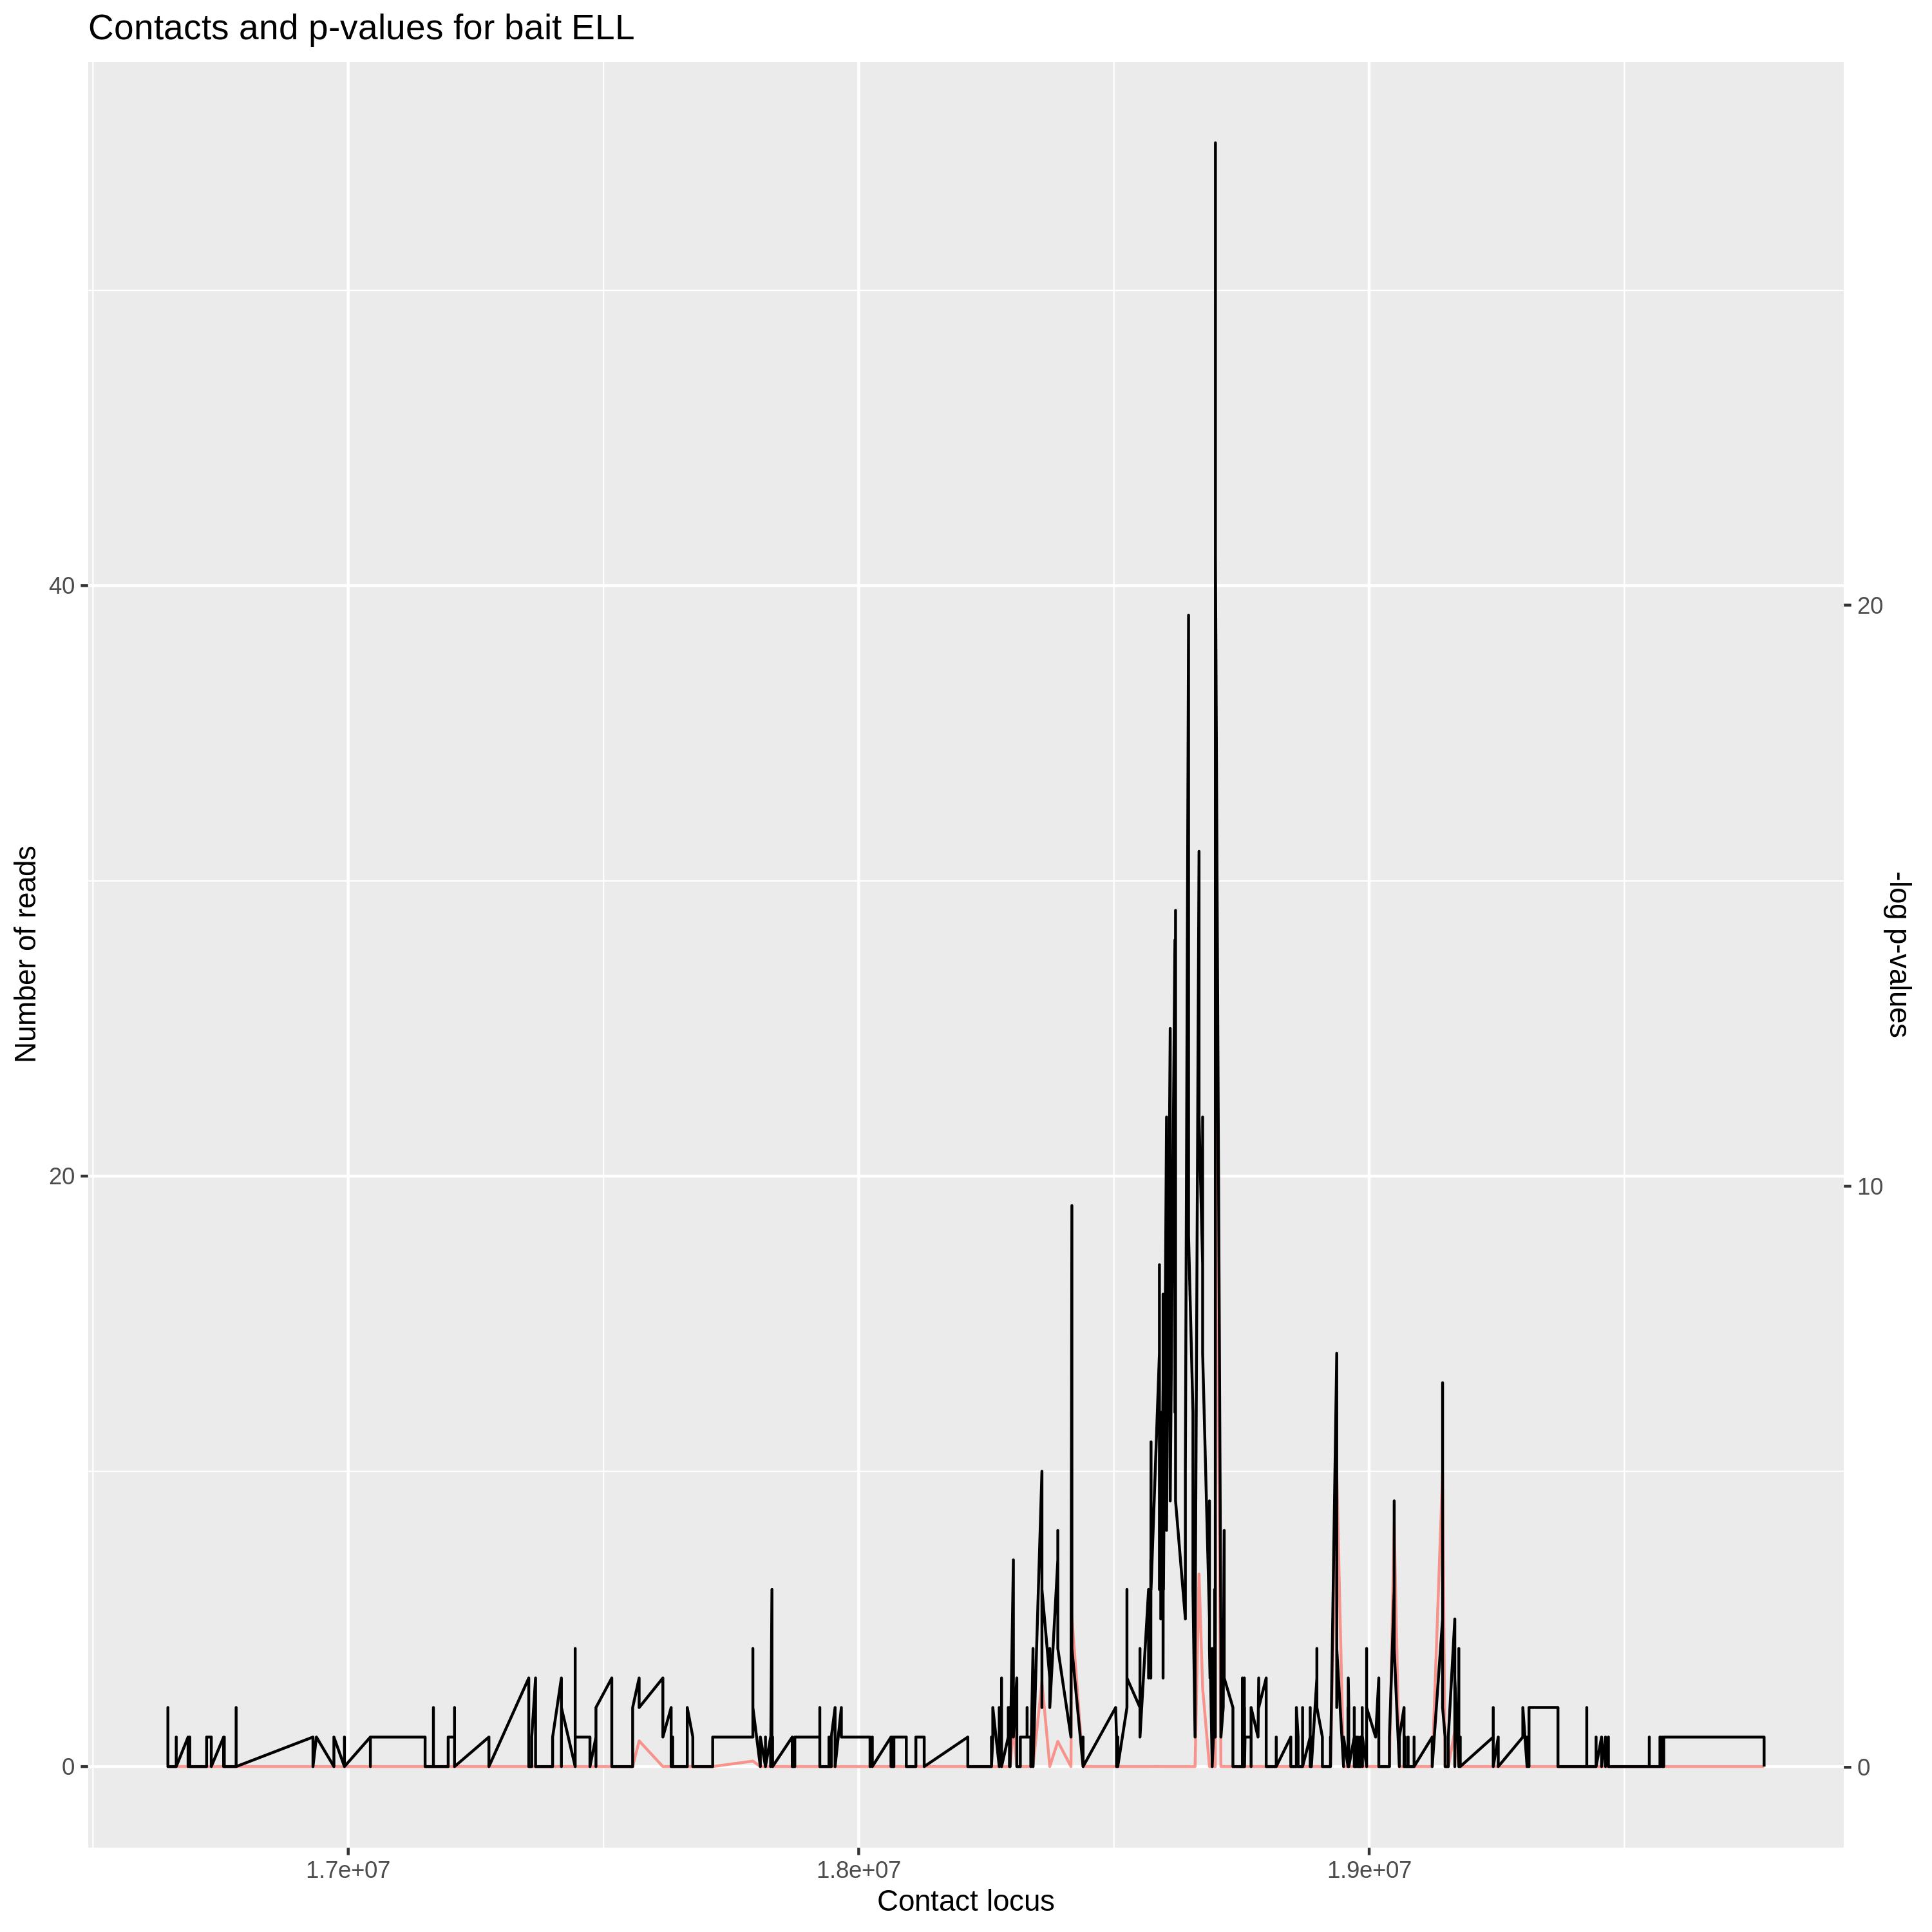 Contacts and p-values for bait ELL
40
20
0
Number of reads
20
10
0
-log p-values
1.7e+07
1.8e+07
1.9e+07
Contact locus